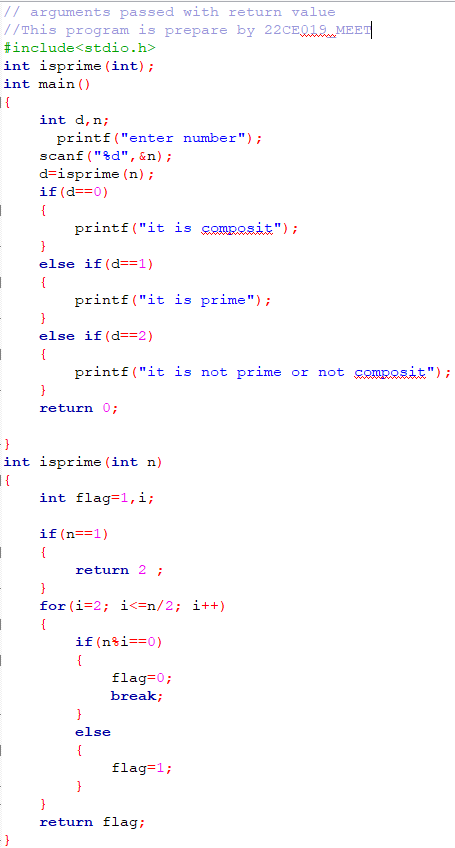 // arguments passed with return value
//This program is prepare by 22CE019_MEET
#include<stdio.h>
int isprime(int);
int main()
{
    int d,n;
      printf("enter number");
    scanf("%d",&n);
    d=isprime(n);
    if(d==0)
    {
        printf("it is composit");
    }
    else if(d==1)
    {
        printf("it is prime");
    }
    else if(d==2)
    {
        printf("it is not prime or not composit");
    }
    return 0;

}
int isprime(int n)
{
    int flag=1,i;

    if(n==1)
    {
        return 2 ;
    }
    for(i=2; i<=n/2; i++)
    {
        if(n%i==0)
        {
            flag=0;
            break;
        }
        else
        {
            flag=1;
        }
    }
    return flag;
}